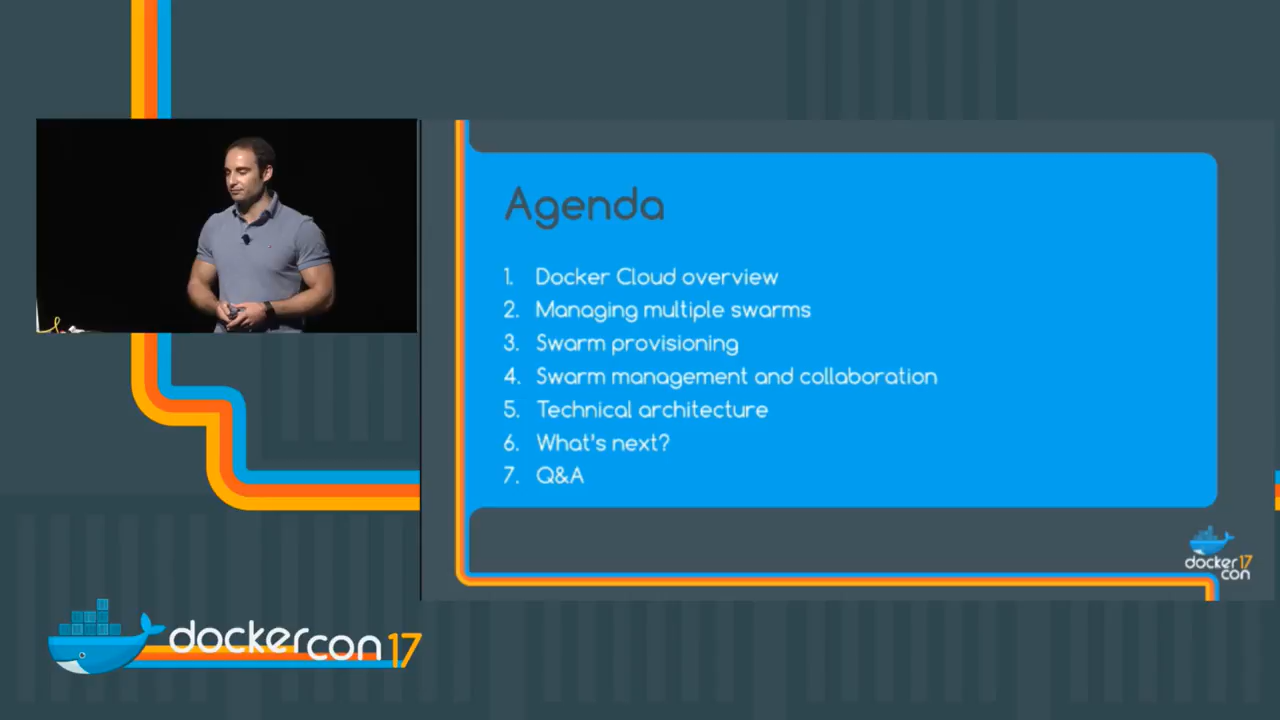 Agenda
1. Docker Cloud overview
2. Managing multiple swarms
3. Swarm provisioning
4. Swarm management and collaboration
5. Technical architecture
6. What's next?
7. Q&A
docker 17
con
dockercon 17